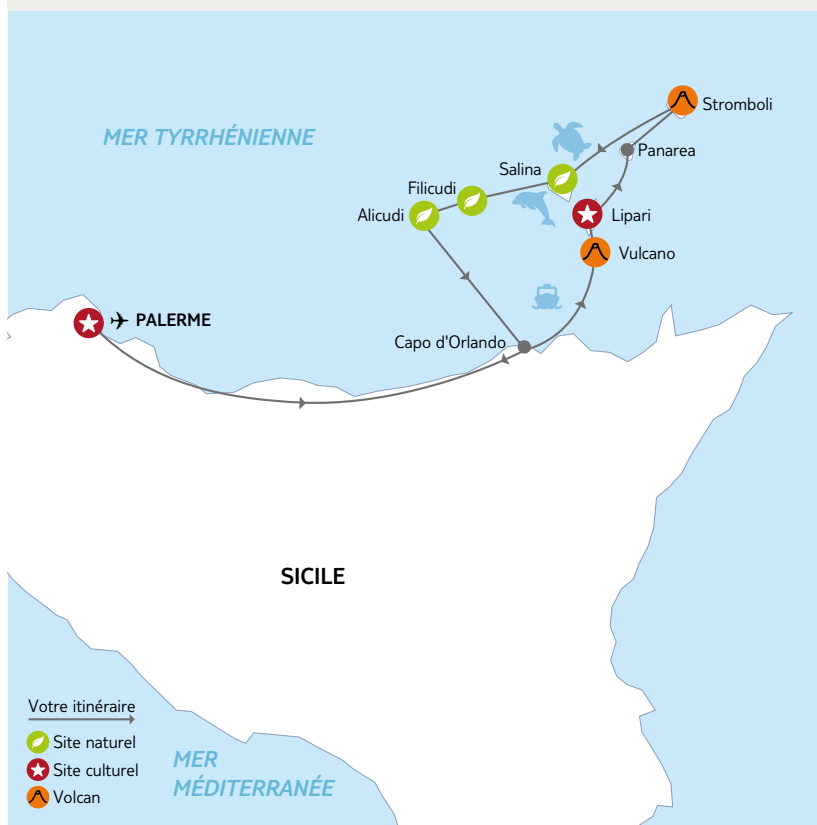 Stromboli
MER TYRRHÉNIENNE
Panarea
Salina
Filicudi
Alicudi
Lipari
Vulcano
PALERME
Capo d'Orlando
SICILE
Votre itinéraire
Site naturel
Site culturel
Volcan
MER
MÉDITERRANÉE